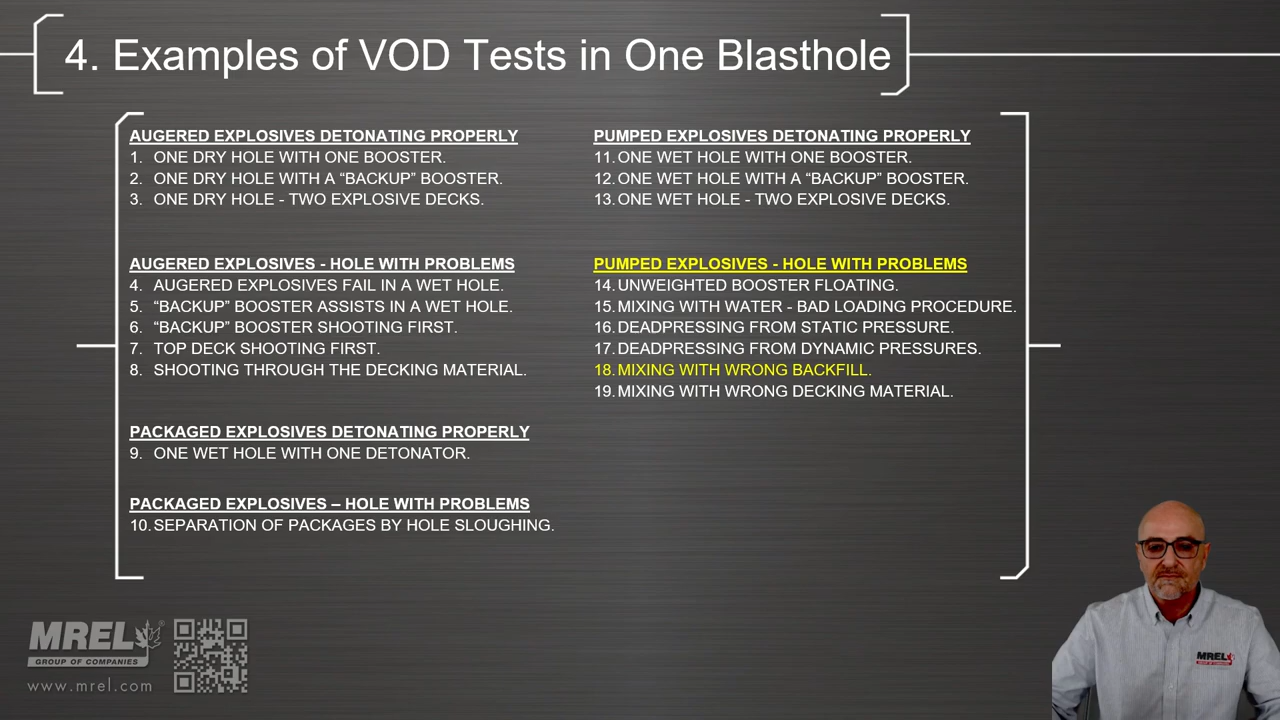 4. Examples of VOD Tests in One Blasthole
AUGERED EXPLOSIVES DETONATING PROPERLY
1. ONE DRY HOLE WITH ONE BOOSTER.
2. ONE DRY HOLE WITH A “BACKUP” BOOSTER.
3. ONE DRY HOLE - TWO EXPLOSIVE DECKS.
AUGERED EXPLOSIVES - HOLE WITH PROBLEMS
4. AUGERED EXPLOSIVES FAIL IN A WET HOLE.
5. “BACKUP” BOOSTER ASSISTS IN A WET HOLE.
6. “BACKUP” BOOSTER SHOOTING FIRST.
7. TOP DECK SHOOTING FIRST.
8. SHOOTING THROUGH THE DECKING MATERIAL.
PACKAGED EXPLOSIVES DETONATING PROPERLY
9. ONE WET HOLE WITH ONE DETONATOR.
PACKAGED EXPLOSIVES – HOLE WITH PROBLEMS
10. SEPARATION OF PACKAGES BY HOLE SLOUGHING.
PUMPED EXPLOSIVES DETONATING PROPERLY
11. ONE WET HOLE WITH ONE BOOSTER.
12. ONE WET HOLE WITH A “BACKUP” BOOSTER.
13. ONE WET HOLE - TWO EXPLOSIVE DECKS.
PUMPED EXPLOSIVES - HOLE WITH PROBLEMS
14. UNWEIGHTED BOOSTER FLOATING.
15. MIXING WITH WATER - BAD LOADING PROCEDURE.
16. DEADPRESSING FROM STATIC PRESSURE.
17. DEADPRESSING FROM DYNAMIC PRESSURES.
18. MIXING WITH WRONG BACKFILL.
19. MIXING WITH WRONG DECKING MATERIAL.
MREL
GROUP OF COMPANIES
www.mrel.com
MREL